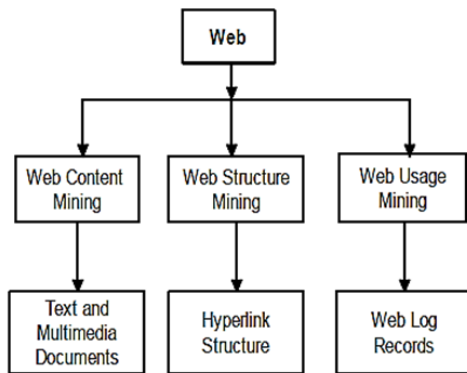 Web
Web Content
Mining
Web Structure
Mining
Web Usage
Mining
Text and
Multimedia
Documents
Hyperlink
Structure
Web Log
Records